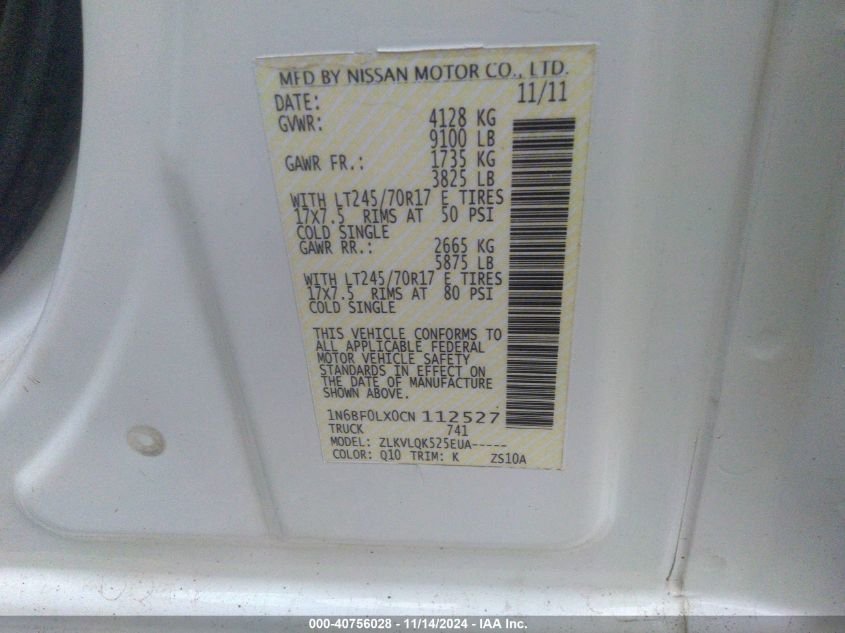 MFD BY NISSAN MOTOR CO., LTD.
DATE: 11/11
GVWR: 4128 KG
9100 LB
GAWR FR.: 1735 KG
3825 LB
WITH LT245/70R17 E TIRES
17X7.5 RIMS AT 50 PSI
COLD SINGLE
GAWR RR.: 2665 KG
5875 LB
WITH LT245/70R17 E TIRES
17X7.5 RIMS AT 80 PSI
COLD SINGLE
THIS VEHICLE CONFORMS TO
ALL APPLICABLE FEDERAL
MOTOR VEHICLE SAFETY
STANDARDS IN EFFECT ON
THE DATE OF MANUFACTURE
SHOWN ABOVE.
1N6BF0LX0CN 112527
TRUCK 741
MODEL: ZLKVLQK525EUA-----
COLOR: Q10 TRIM: K ZS10A
000-40756028 - 11/14/2024 - IAA Inc.